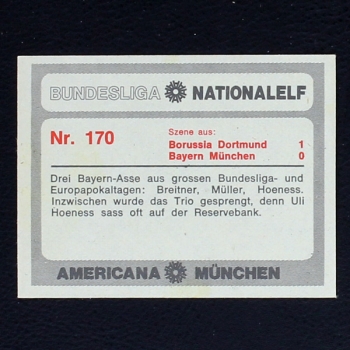 BUNDESLIGA NATIONALELF
Nr. 170
Szene aus:
Borussia Dortmund 1
Bayern München 0
Drei Bayern-Asse aus grossen Bundesliga- und
Europapokaltagen: Breitner, Müller, Hoeness.
Inzwischen wurde das Trio gesprengt, denn Uli
Hoeness sass oft auf der Reservebank.
AMERICANA MÜNCHEN